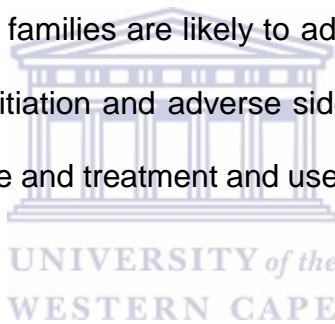 families are likely to ad
itiation and adverse sid
e and treatment and use
UNIVERSITY of the
WESTERN CAPE